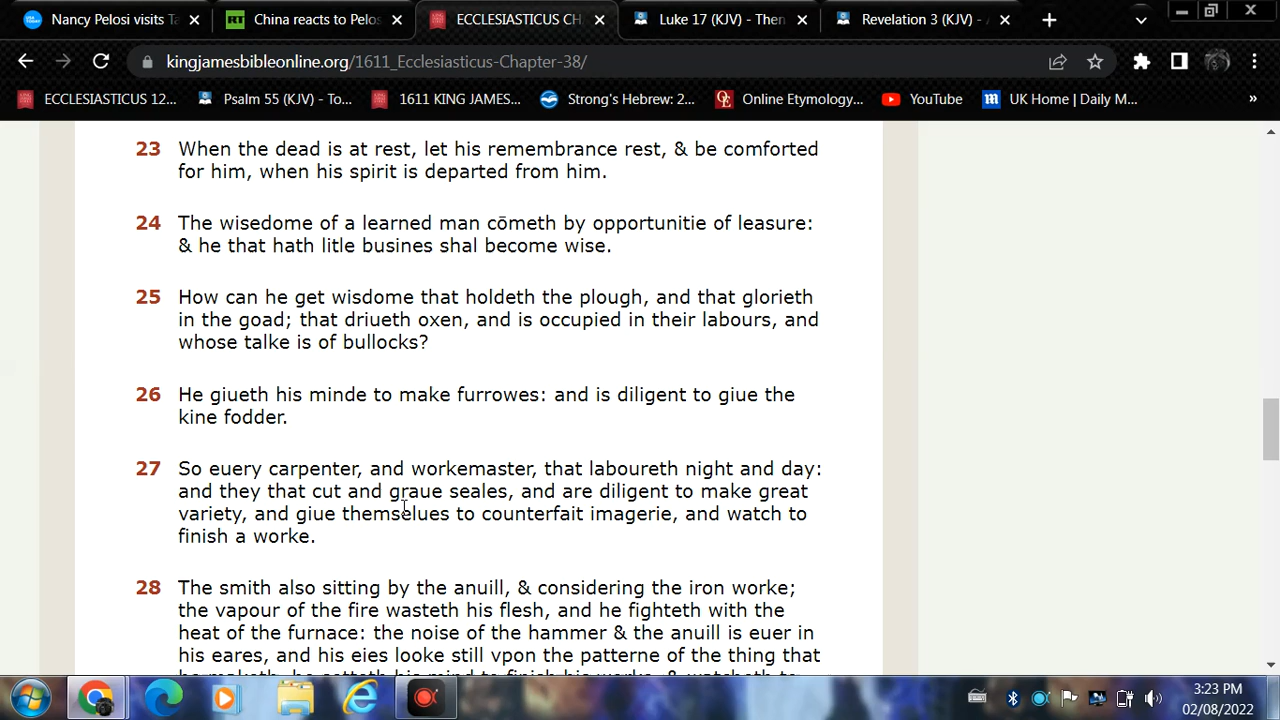 Nancy Pelosi visits Ta
China reacts to Pelos
ECCLESIASTICUS CH
Luke 17 (KJV) - Then
Revelation 3 (KJV) - A
kingjamesbibleonline.org/1611_Ecclesiasticus-Chapter-38/
ECCLESIASTICUS 12...
Psalm 55 (KJV) - To...
1611 KING JAMES...
Strong's Hebrew: 2...
Online Etymology...
YouTube
UK Home | Daily M...
23 When the dead is at rest, let his remembrance rest, & be comforted
for him, when his spirit is departed from him.
24 The wisedome of a learned man cōmeth by opportunitie of leasure:
& he that hath litle busines shal become wise.
25 How can he get wisdome that holdeth the plough, and that glorieth
in the goad; that driueth oxen, and is occupied in their labours, and
whose talke is of bullocks?
26 He giueth his minde to make furrowes: and is diligent to giue the
kine fodder.
27 So euery carpenter, and workemaster, that laboureth night and day:
and they that cut and graue seales, and are diligent to make great
variety, and giue themselues to counterfait imagerie, and watch to
finish a worke.
28 The smith also sitting by the anuill, & considering the iron worke;
the vapour of the fire wasteth his flesh, and he fighteth with the
heat of the furnace: the noise of the hammer & the anuill is euer in
his eares, and his eies looke still vpon the patterne of the thing that
3:23 PM
02/08/2022